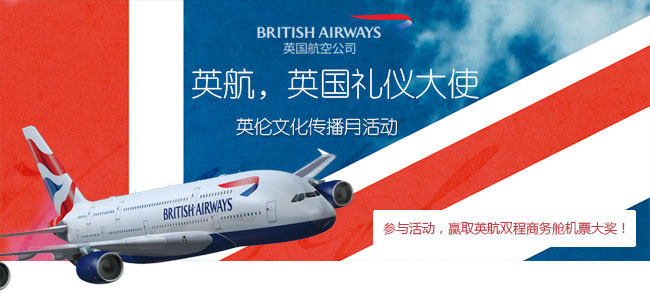 BRITISH AIRWAYS
英国航空公司
英航，英国礼仪大使
英伦文化传播月活动
BRITISH AIRWAYS
参与活动，赢取英航双程商务舱机票大奖！